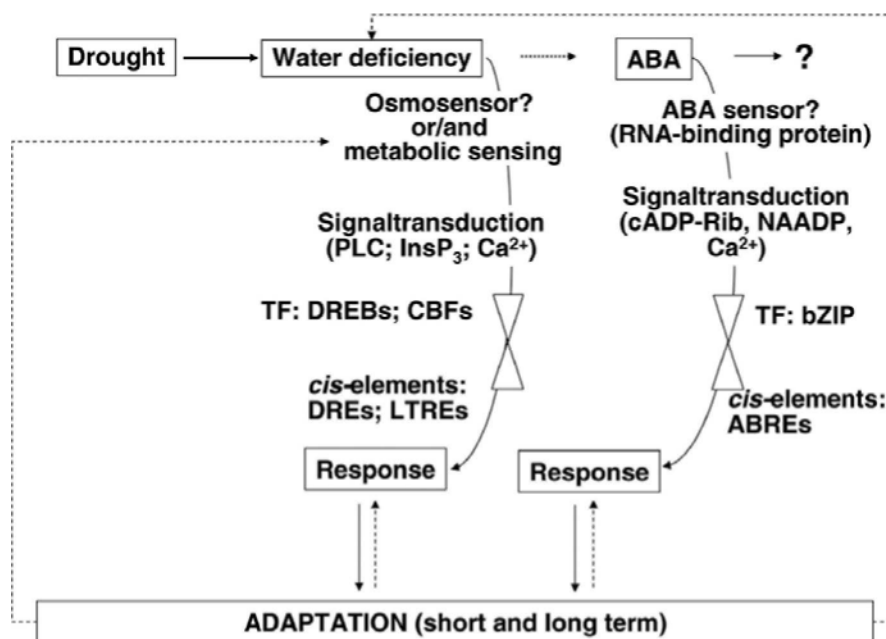 Drought
Water deficiency
ABA
?
Osmosensor?
or/and
metabolic sensing
ABA sensor?
(RNA-binding protein)
Signaltransduction
(PLC; InsP₃; Ca²⁺)
Signaltransduction
(cADP-Rib, NAADP,
Ca²⁺)
TF: DREBs; CBFs
TF: bZIP
cis-elements:
DREs; LTREs
cis-elements:
ABREs
Response
Response
ADAPTATION (short and long term)